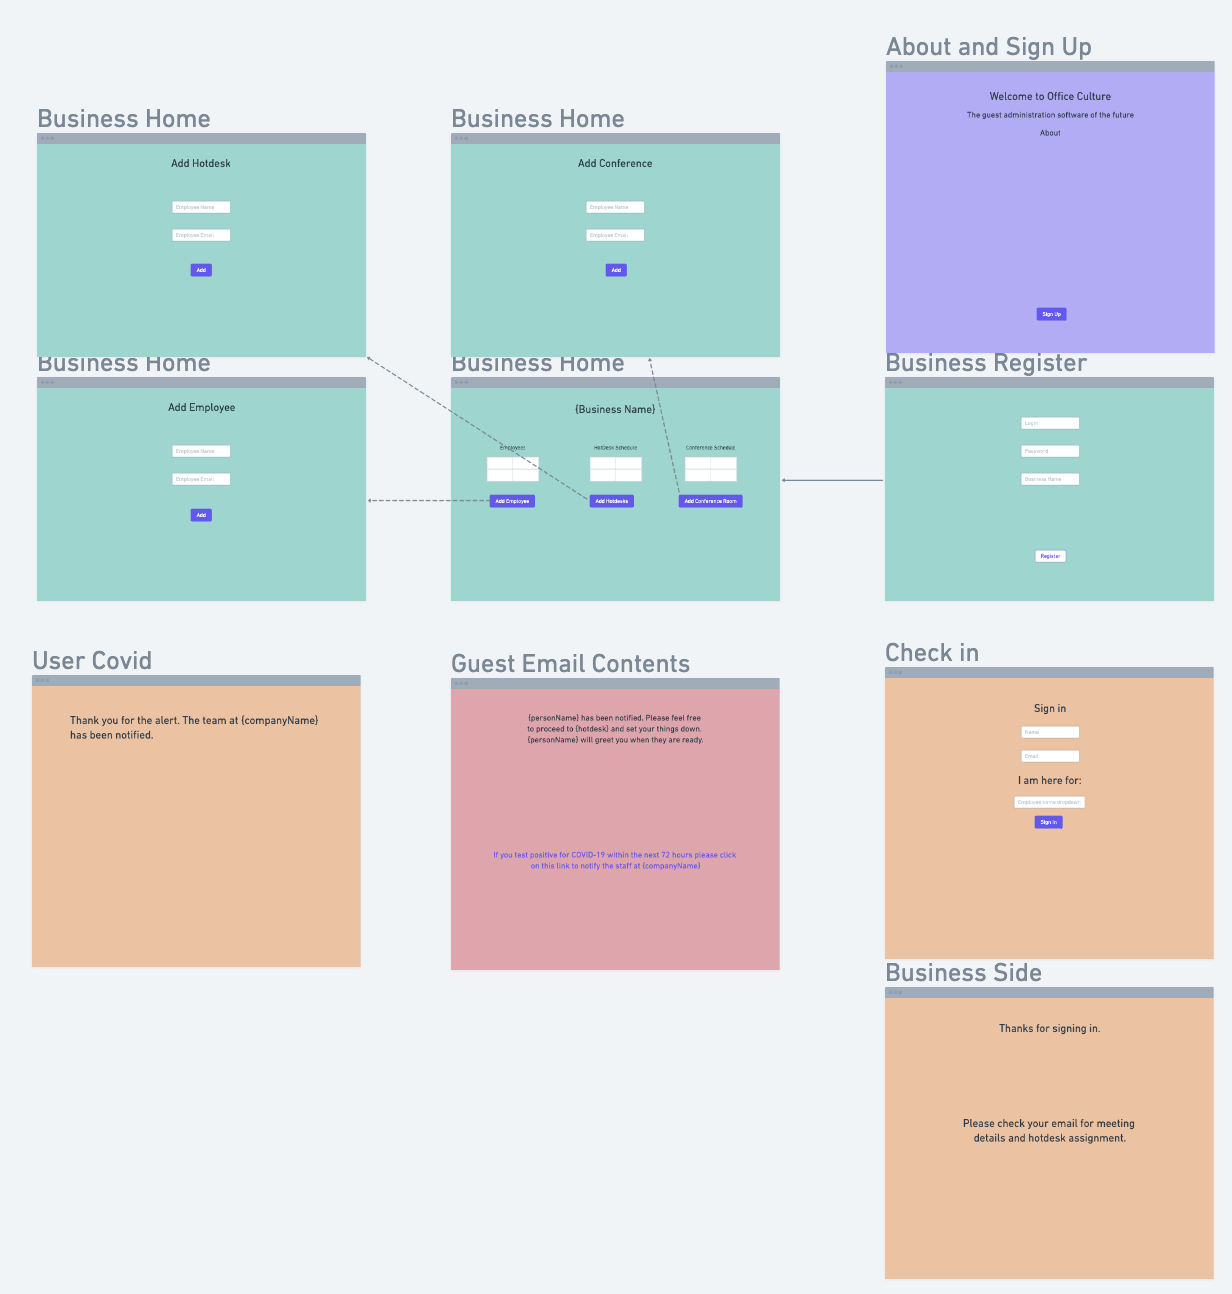 About and Sign Up
Welcome to Office Culture
The guest administration software of the future
About
Sign Up
Business Home
Add Hotdesk
Employee Name
Employee Email
Add
Business Home
Add Conference
Employee Name
Employee Email
Add
Business Home
Add Employee
Employee Name
Employee Email
Add
Business Home
{Business Name}
Employees
Hotdesk Schedule
Conference Schedule
Add Employee
Add Hotdesks
Add Conference Room
Business Register
Login
Password
Business Name
Register
User Covid
Thank you for the alert. The team at {companyName}
has been notified.
Guest Email Contents
{personName} has been notified. Please feel free
to proceed to {hotdesk} and set your things down.
{personName} will greet you when they are ready.
If you test positive for COVID-19 within the next 72 hours please click
on this link to notify the staff at {companyName}
Check in
Sign in
Name
Email
I am here for:
Employee name dropdown
Sign In
Business Side
Thanks for signing in.
Please check your email for meeting
details and hotdesk assignment.